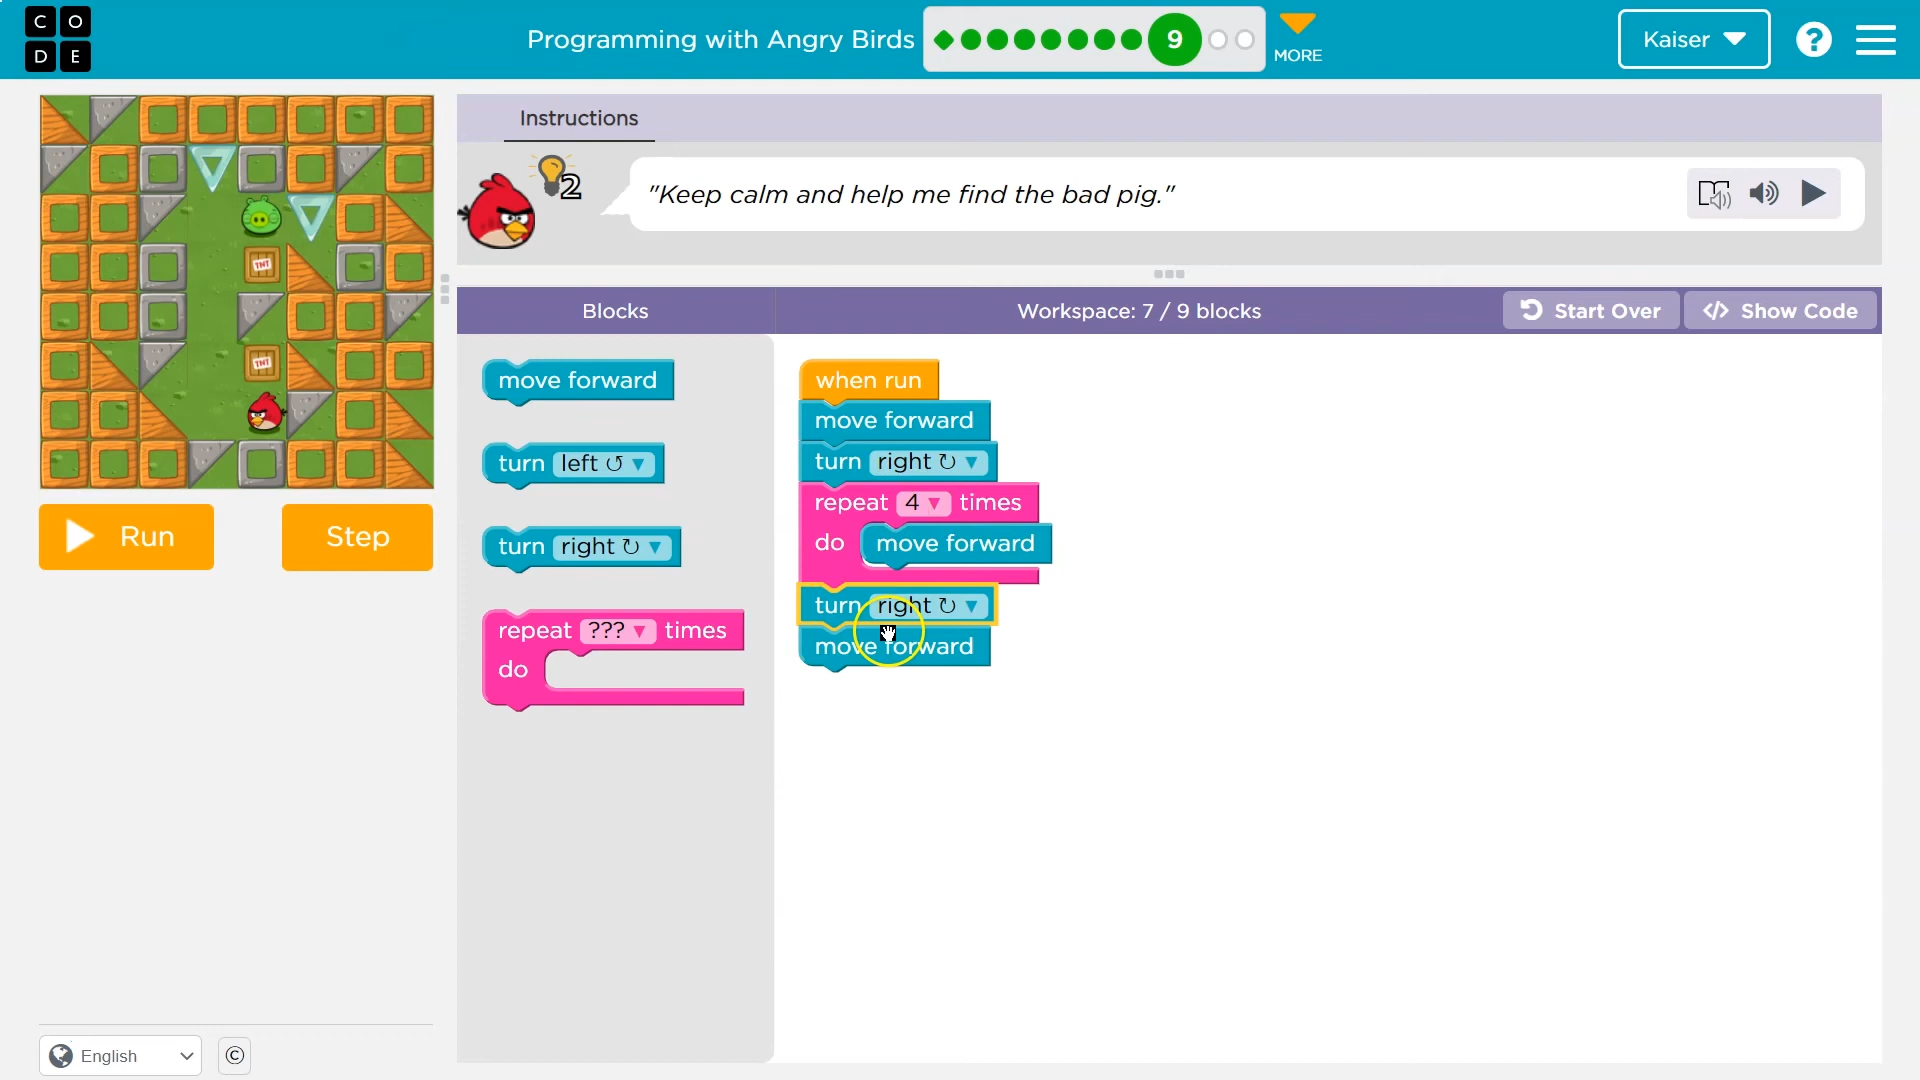 C O
D E
Programming with Angry Birds
9
MORE
Kaiser
?
Instructions
2
"Keep calm and help me find the bad pig."
TNT
TNT
Blocks
Workspace: 7 / 9 blocks
Start Over
</> Show Code
move forward
turn left ↺ ▼
turn right ↻ ▼
repeat ??? ▼ times
do
when run
move forward
turn right ↻ ▼
repeat 4 ▼ times
do move forward
turn right ↻ ▼
move forward
Run
Step
English
©